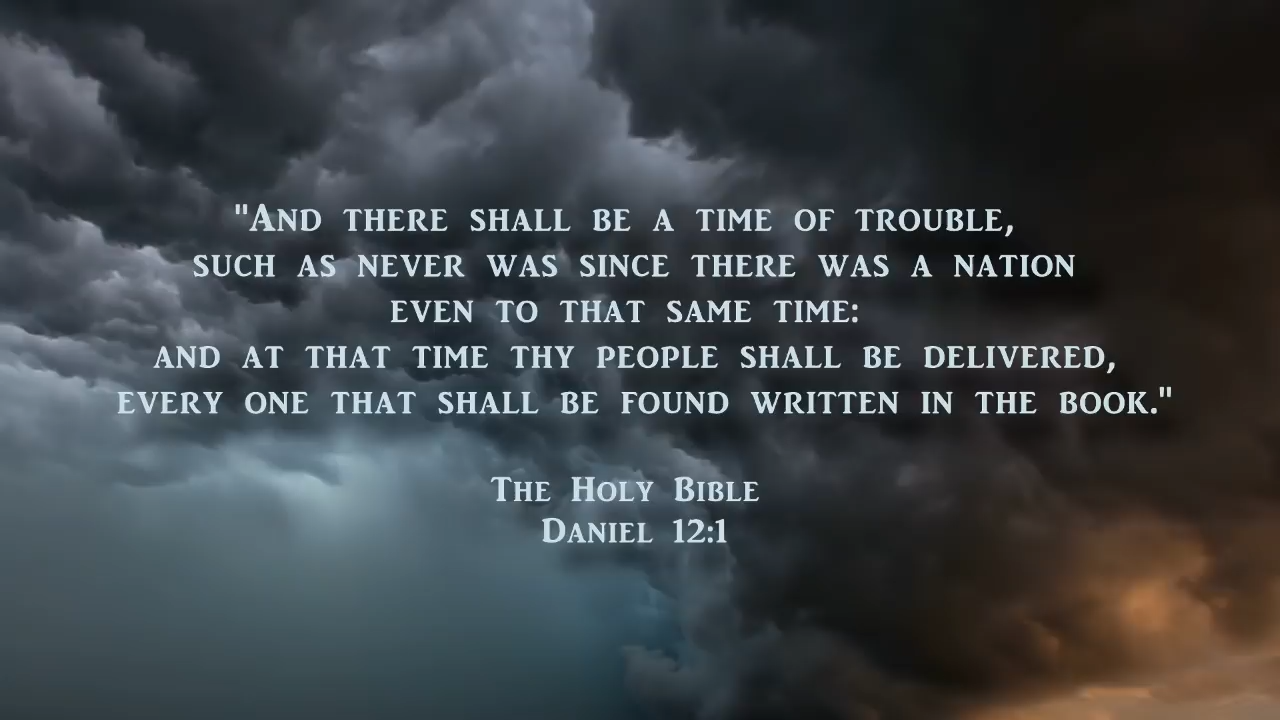 "And there shall be a time of trouble,
such as never was since there was a nation
even to that same time:
and at that time thy people shall be delivered,
every one that shall be found written in the book."
The Holy Bible
Daniel 12:1